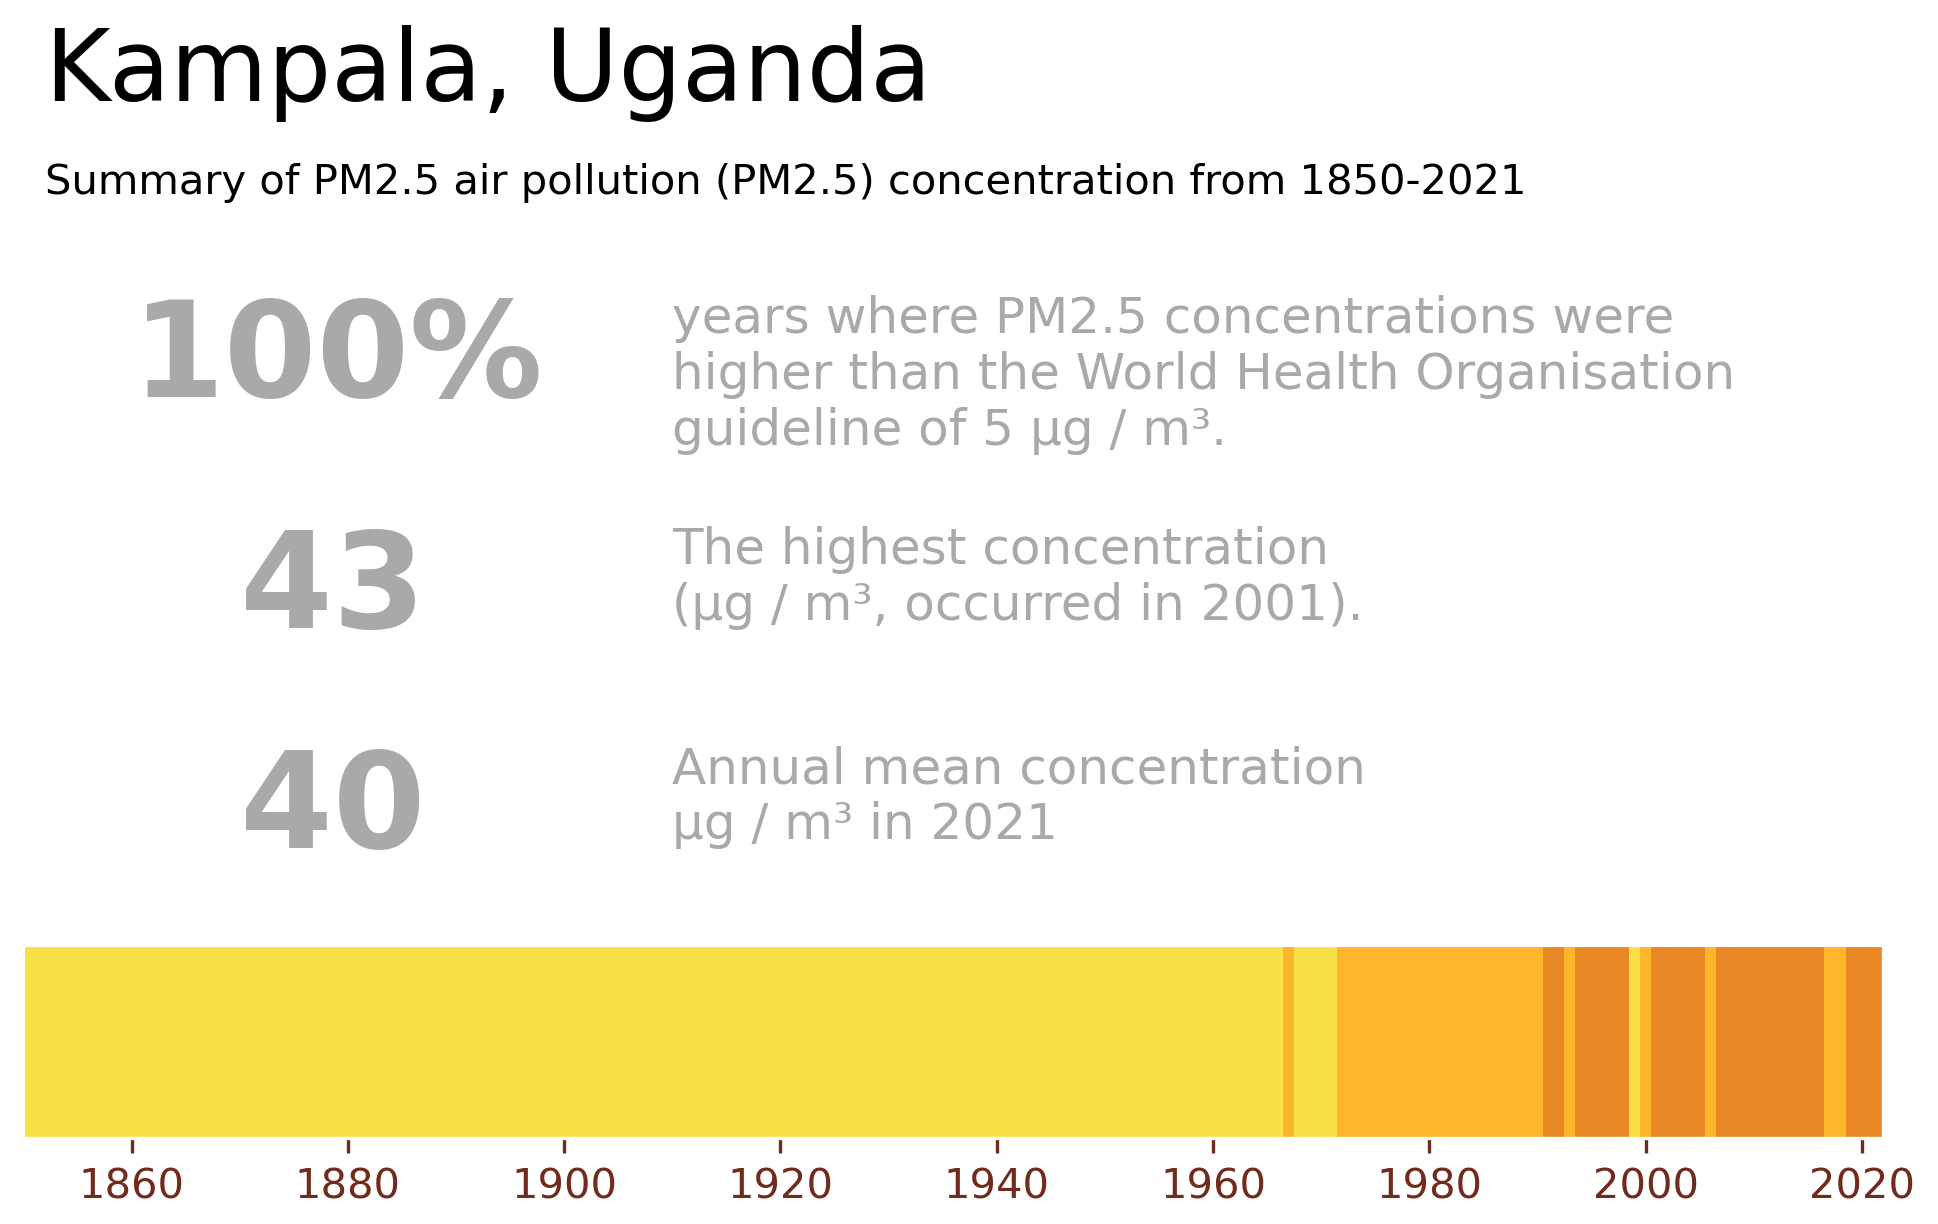 Kampala, Uganda
Summary of PM2.5 air pollution (PM2.5) concentration from 1850-2021
100%
years where PM2.5 concentrations were
higher than the World Health Organisation
guideline of 5 µg / m³.
43
The highest concentration
(µg / m³, occurred in 2001).
40
Annual mean concentration
µg / m³ in 2021
1860 1880 1900 1920 1940 1960 1980 2000 2020